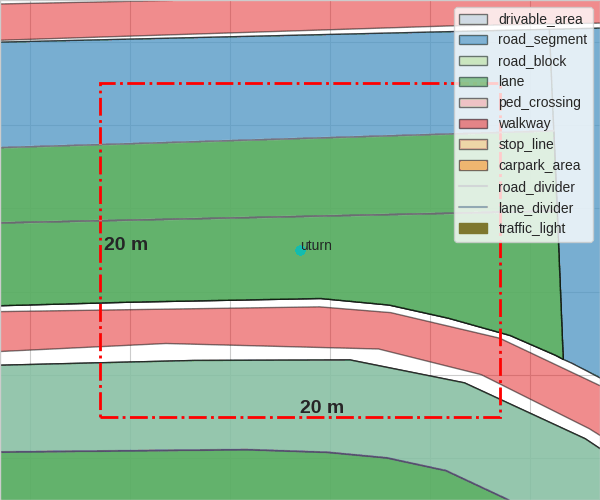 drivable_area
road_segment
road_block
lane
ped_crossing
walkway
stop_line
carpark_area
road_divider
lane_divider
traffic_light
20 m
uturn
20 m